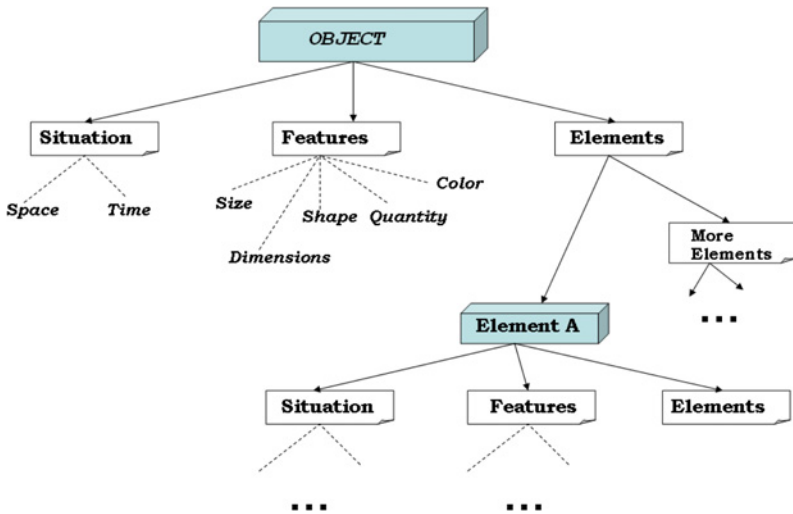 OBJECT
Situation
Features
Elements
Space
Time
Size
Dimensions
Shape
Quantity
Color
More
Elements
...
Element A
Situation
Features
Elements
...
...